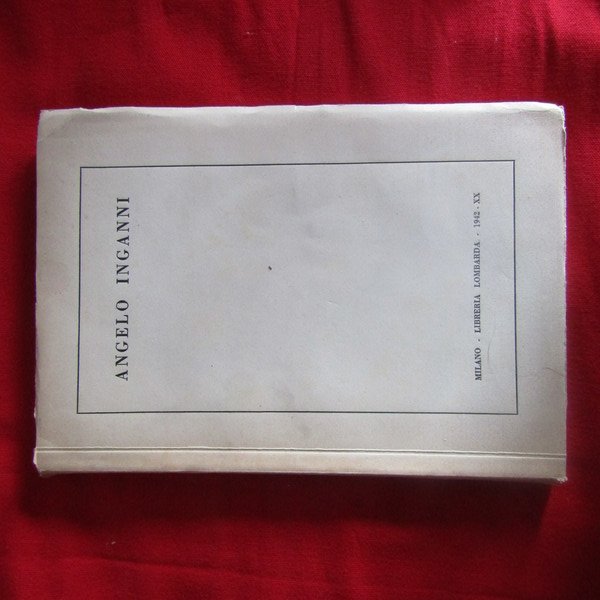 ANGELO INGANNI
MILANO - LIBRERIA LOMBARDA - 1942 - XX